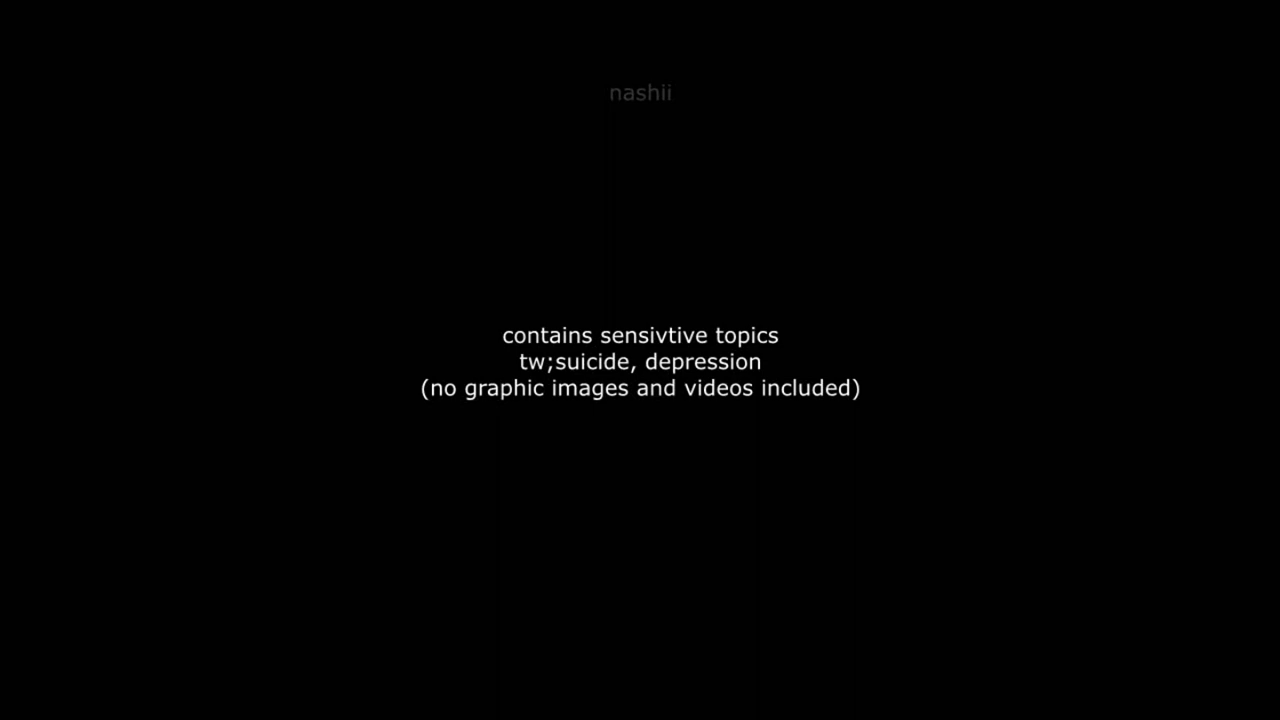 nashii
contains sensivtive topics
tw;suicide, depression
(no graphic images and videos included)